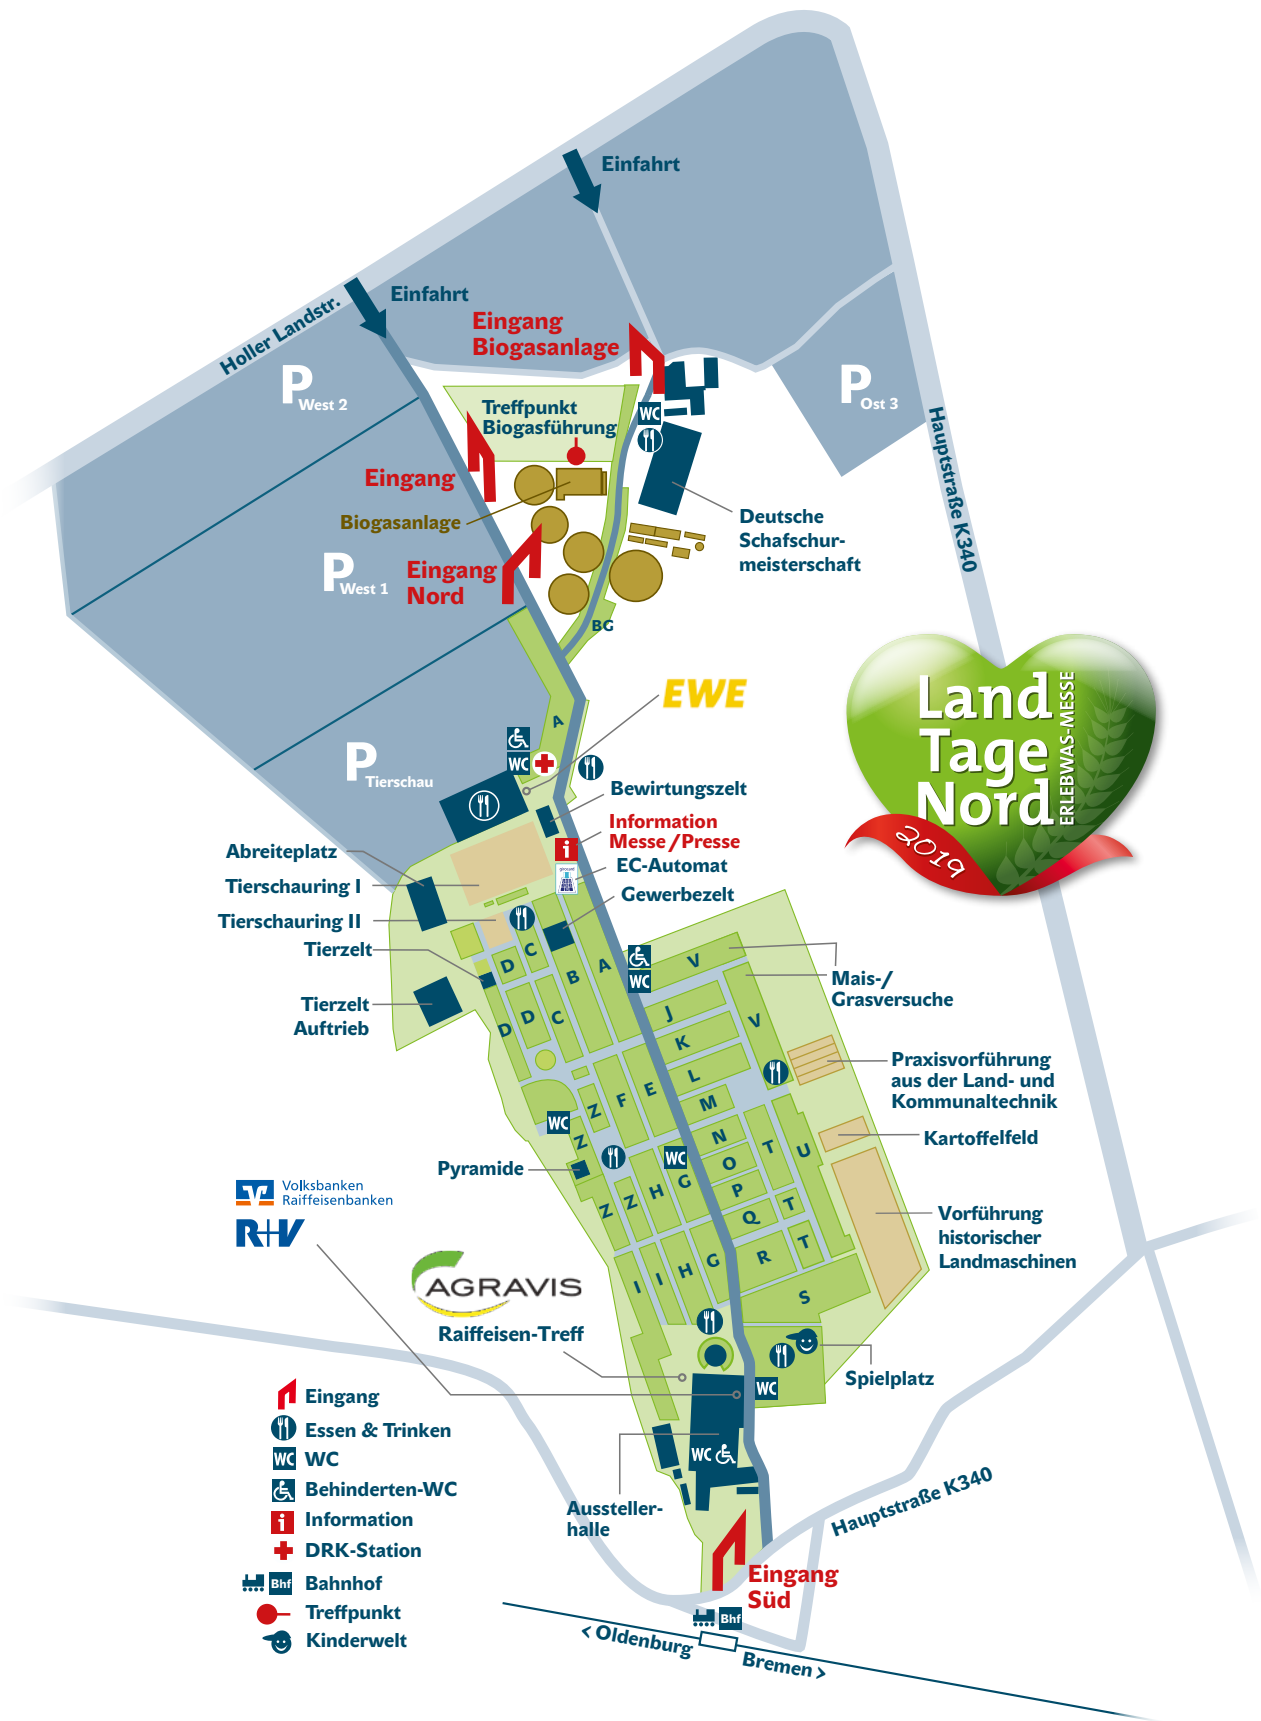 Einfahrt
Einfahrt
Holler Landstr.
Eingang
Biogasanlage
P West 2
P Ost 3
Treffpunkt
Biogasführung
WC
Hauptstraße K340
Eingang
Biogasanlage
Deutsche
Schafschur-
meisterschaft
P West 1
Eingang
Nord
BG
EWE
Land
Tage
Nord
ERLEBWAS-MESSE
2019
A
WC
P Tierschau
Bewirtungszelt
Information
Messe/Presse
i
EC-Automat
Gewerbezelt
Abreiteplatz
Tierschauring I
Tierschauring II
Tierzelt
Tierzelt
Auftrieb
WC
D
C
B
A
V
D
D
C
J
V
K
L
M
Mais-/
Grasversuche
Praxisvorführung
aus der Land- und
Kommunaltechnik
Kartoffelfeld
Vorführung
historischer
Landmaschinen
Z
F
E
WC
Z
N
T
U
WC
O
Pyramide
Z
Z
H
G
P
T
Q
I
I
H
G
R
T
S
Volksbanken
Raiffeisenbanken
R+V
AGRAVIS
Raiffeisen-Treff
Spielplatz
WC
WC
Aussteller-
halle
Hauptstraße K340
Eingang
Süd
Bhf
< Oldenburg
Bremen >
Eingang
Essen & Trinken
WC WC
Behinderten-WC
i Information
DRK-Station
Bhf Bahnhof
Treffpunkt
Kinderwelt